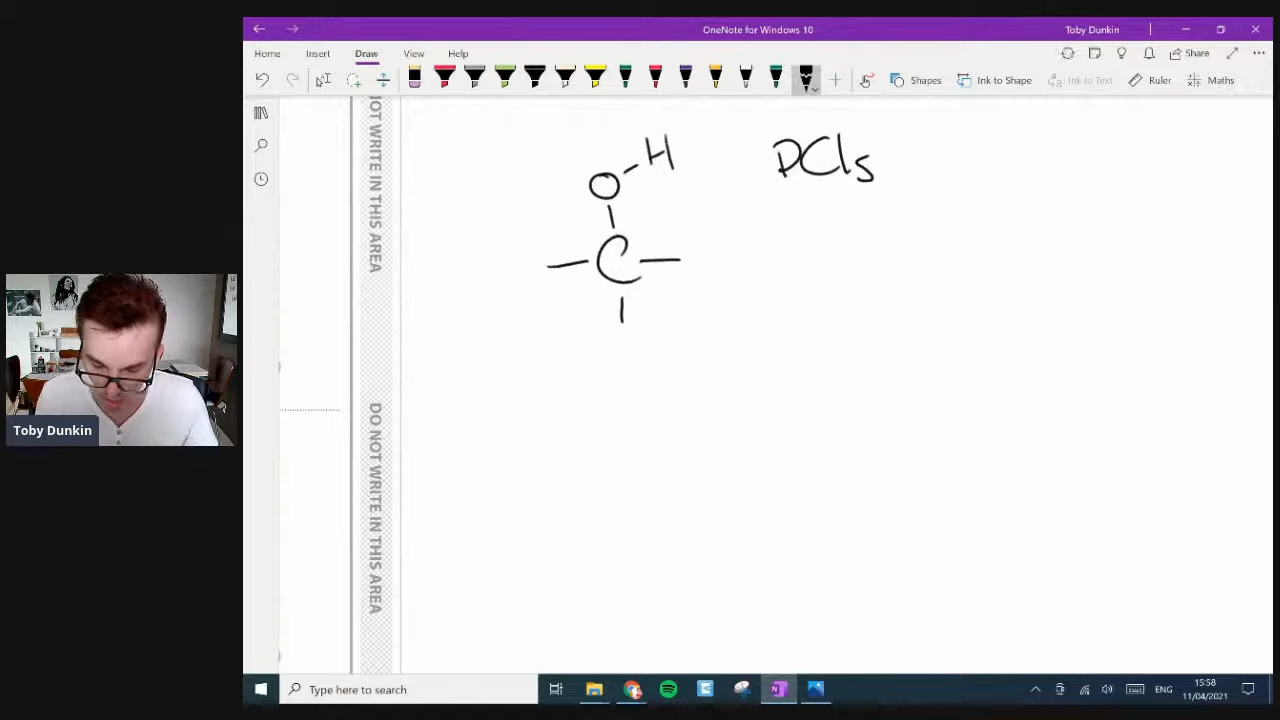 OneNote for Windows 10
Toby Dunkin
Home Insert Draw View Help
Share
Shapes Ink to Shape Ink to Text Ruler Maths
OT WRITE IN THIS AREA
H
O
C
PCl5
Toby Dunkin
DO NOT WRITE IN THIS AREA
Type here to search
ENG
15:58
11/04/2021